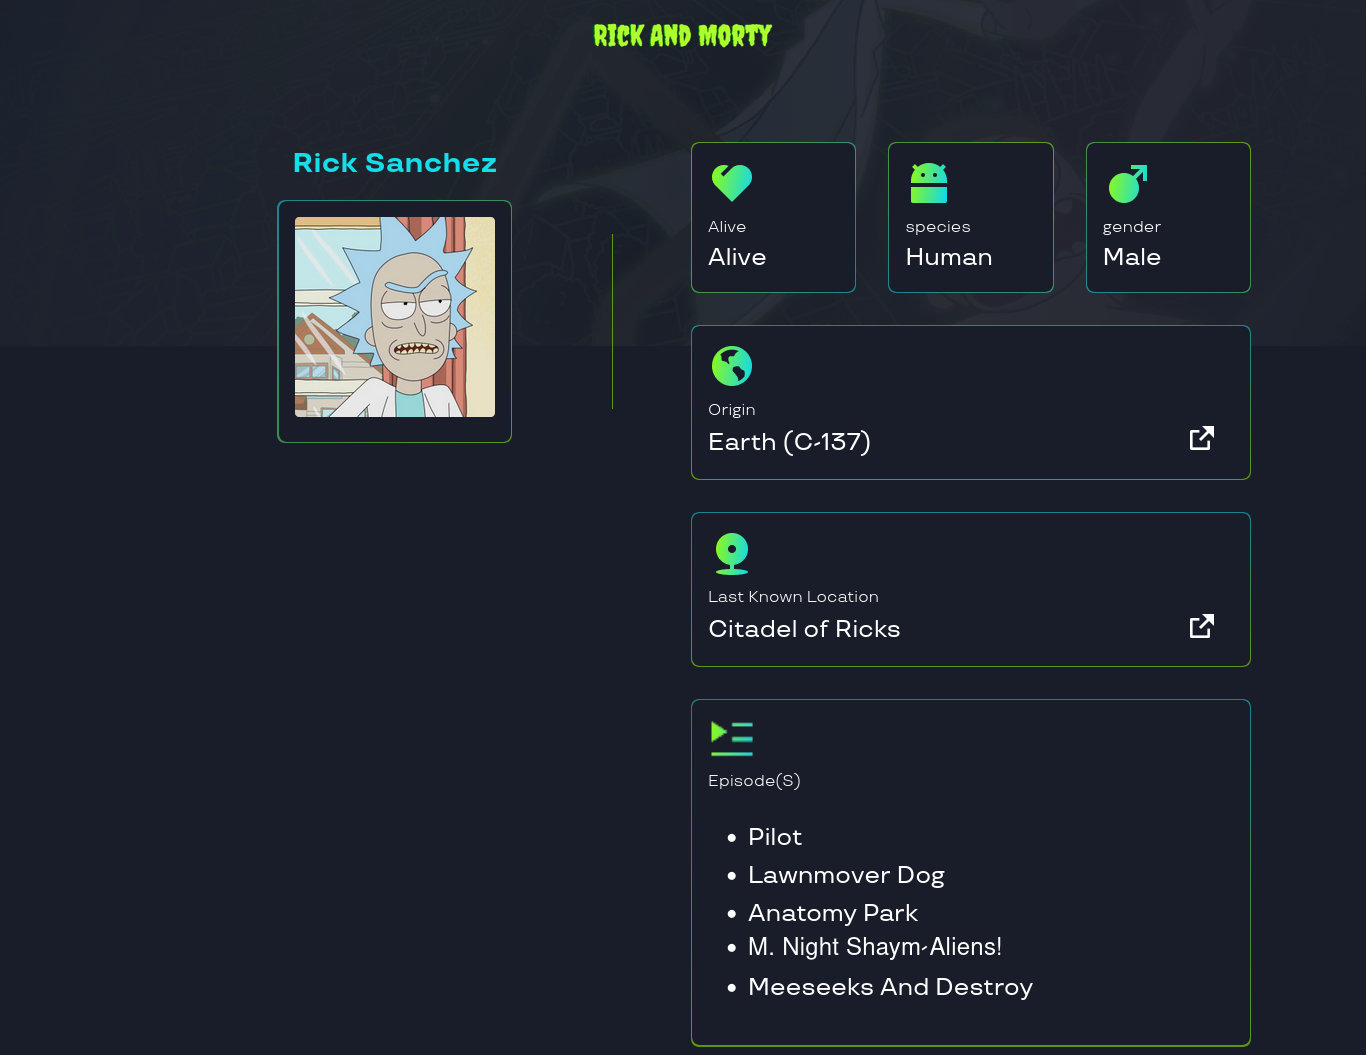 RICK AND MORTY
Rick Sanchez
Alive
Alive
species
Human
gender
Male
Origin
Earth (C-137)
Last Known Location
Citadel of Ricks
Episode(S)
• Pilot
• Lawnmover Dog
• Anatomy Park
• M. Night Shaym-Aliens!
• Meeseeks And Destroy